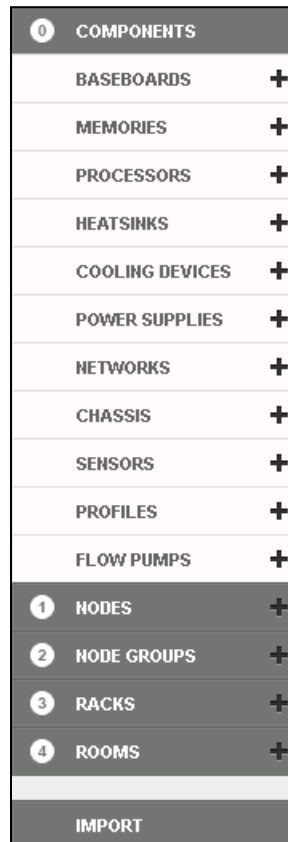 0 COMPONENTS
BASEBOARDS +
MEMORIES +
PROCESSORS +
HEATSINKS +
COOLING DEVICES +
POWER SUPPLIES +
NETWORKS +
CHASSIS +
SENSORS +
PROFILES +
FLOW PUMPS +
1 NODES +
2 NODE GROUPS +
3 RACKS +
4 ROOMS +
IMPORT